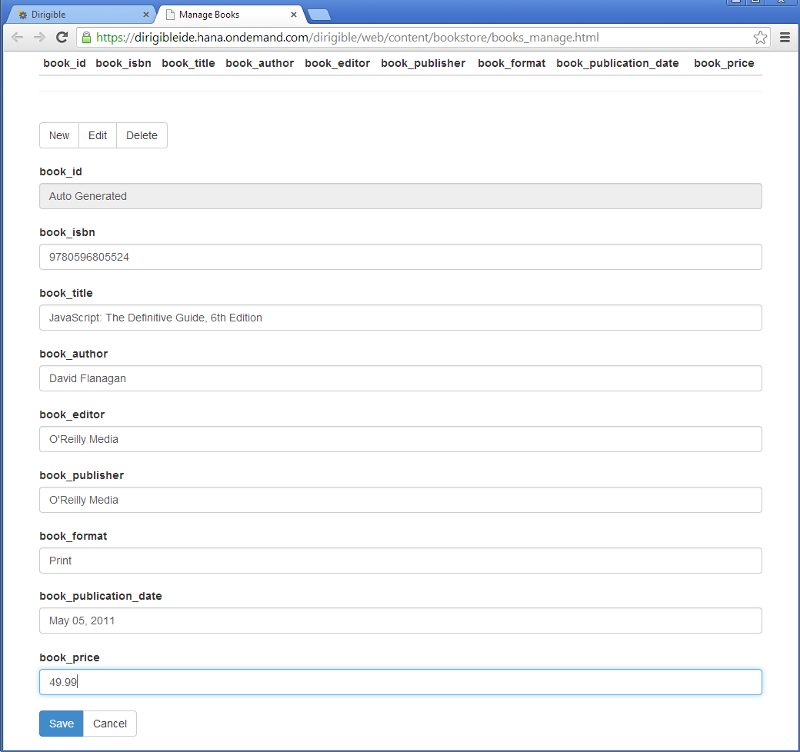 Dirigible Manage Books
https://dirigibleide.hana.ondemand.com/dirigible/web/content/bookstore/books_manage.html
book_id book_isbn book_title book_author book_editor book_publisher book_format book_publication_date book_price
New Edit Delete
book_id
Auto Generated
book_isbn
9780596805524
book_title
JavaScript: The Definitive Guide, 6th Edition
book_author
David Flanagan
book_editor
O'Reilly Media
book_publisher
O'Reilly Media
book_format
Print
book_publication_date
May 05, 2011
book_price
49.99
Save Cancel